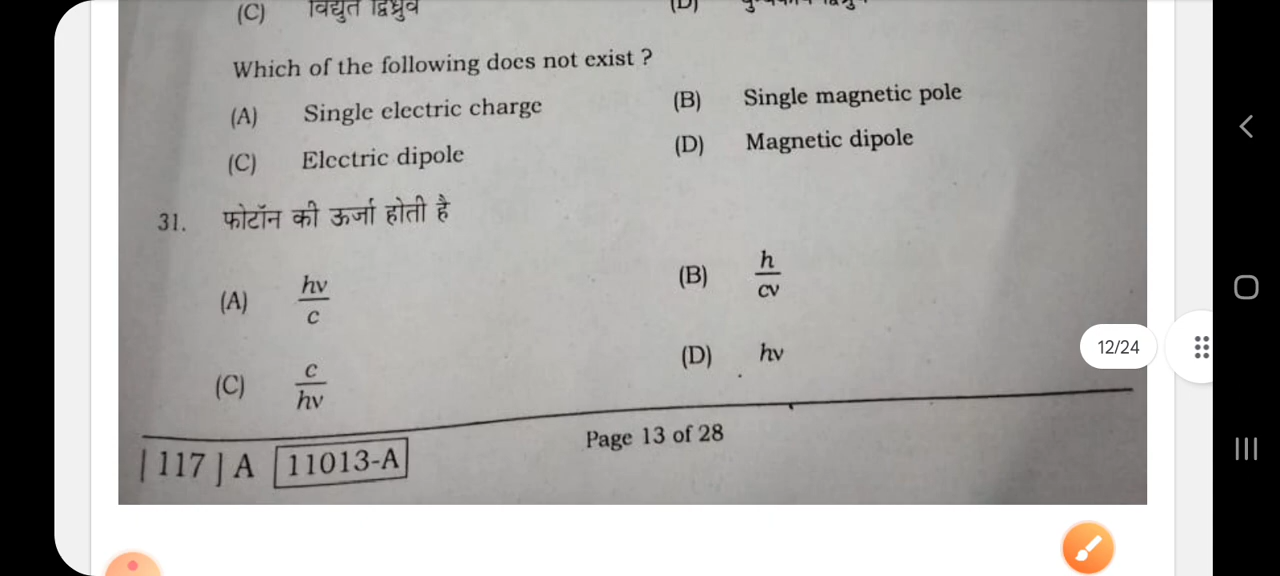 (C) विद्युत द्विध्रुव (D)
Which of the following does not exist ?
(A) Single electric charge (B) Single magnetic pole
(C) Electric dipole (D) Magnetic dipole
31. फोटॉन की ऊर्जा होती है
(A) hν/c (B) h/cν
(C) c/hν (D) hν
12/24
Page 13 of 28
[ 117 ] A 11013-A